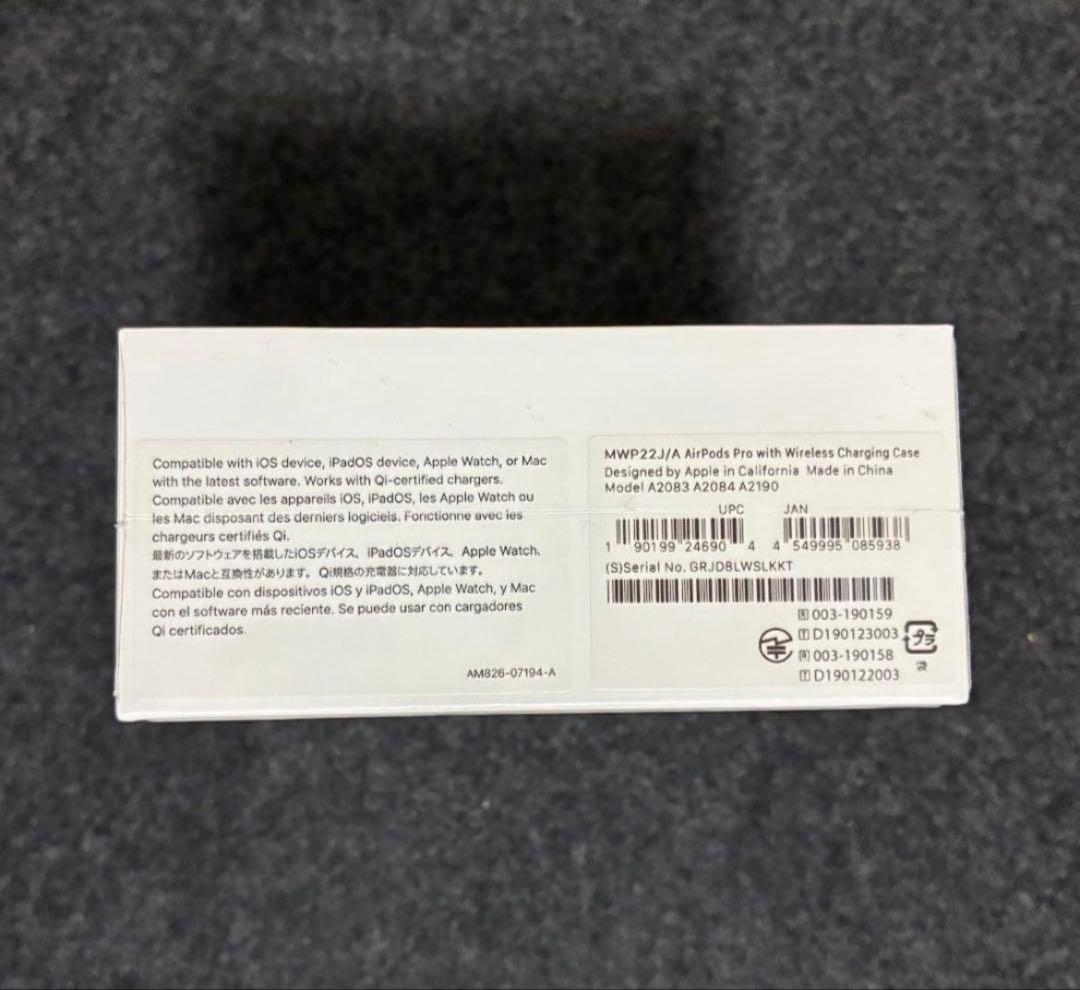 Compatible with iOS device, iPadOS device, Apple Watch, or Mac
with the latest software. Works with Qi-certified chargers.
Compatible avec les appareils iOS, iPadOS, les Apple Watch ou
les Mac disposant des derniers logiciels. Fonctionne avec les
chargeurs certifiés Qi.
最新のソフトウェアを搭載したiOSデバイス、iPadOSデバイス、Apple Watch、
またはMacと互換性があります。Qi規格の充電器に対応しています。
Compatible con dispositivos iOS y iPadOS, Apple Watch, y Mac
con el software más reciente. Se puede usar con cargadores
Qi certificados.
AM826-07194-A
MWP22J/A AirPods Pro with Wireless Charging Case
Designed by Apple in California Made in China
Model A2083 A2084 A2190
UPC JAN
1 90199 24690 4 4 549995 085938
(S)Serial No. GRJD8LWSLKKT
R 003-190159
T D190123003
R 003-190158
T D190122003
プラ
袋